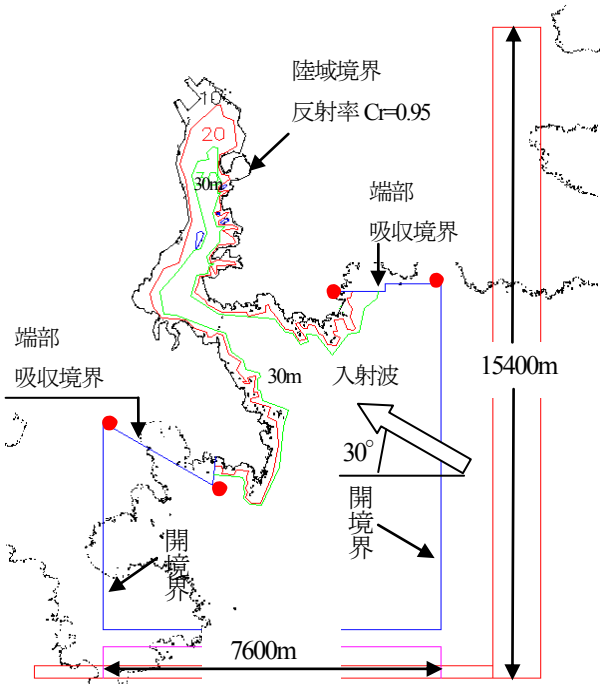 陸域境界
反射率 Cr=0.95
10
20
30m
端部
吸収境界
端部
吸収境界
30m
入射波
15400m
30°
開境界
開境界
7600m